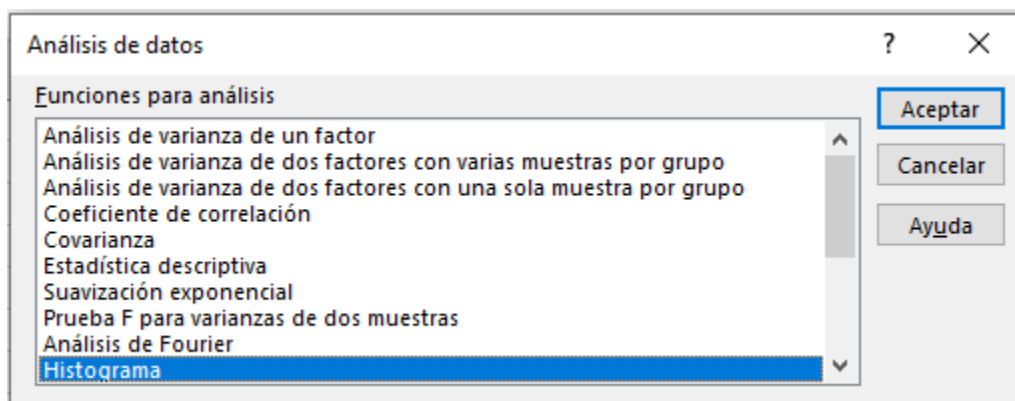 Análisis de datos
?
Funciones para análisis
Análisis de varianza de un factor
Análisis de varianza de dos factores con varias muestras por grupo
Análisis de varianza de dos factores con una sola muestra por grupo
Coeficiente de correlación
Covarianza
Estadística descriptiva
Suavización exponencial
Prueba F para varianzas de dos muestras
Análisis de Fourier
Histograma
Aceptar
Cancelar
Ayuda